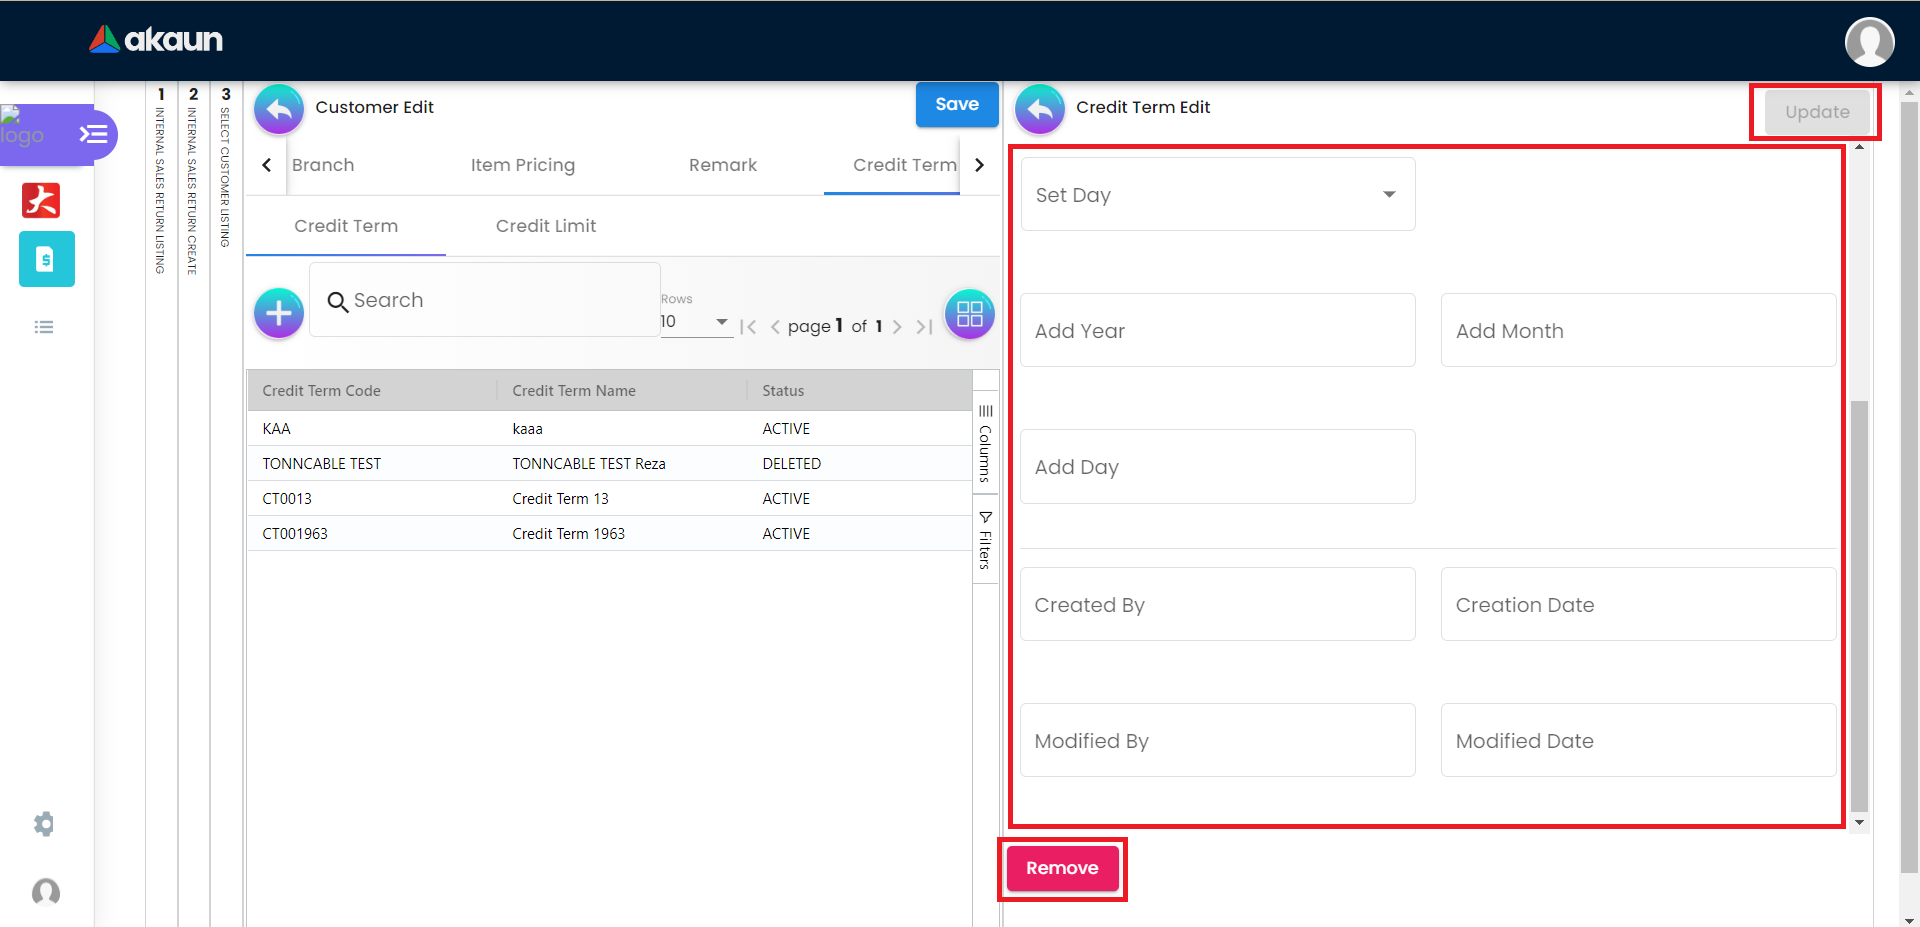 akaun
logo
1 INTERNAL SALES RETURN LISTING
2 INTERNAL SALES RETURN CREATE
3 SELECT CUSTOMER LISTING
Customer Edit
Save
Branch Item Pricing Remark Credit Term
Credit Term Credit Limit
Search
Rows
10
page 1 of 1
Credit Term Code Credit Term Name Status
KAA kaaa ACTIVE
TONNCABLE TEST TONNCABLE TEST Reza DELETED
CT0013 Credit Term 13 ACTIVE
CT001963 Credit Term 1963 ACTIVE
Columns
Filters
Credit Term Edit
Update
Set Day
Add Year Add Month
Add Day
Created By Creation Date
Modified By Modified Date
Remove